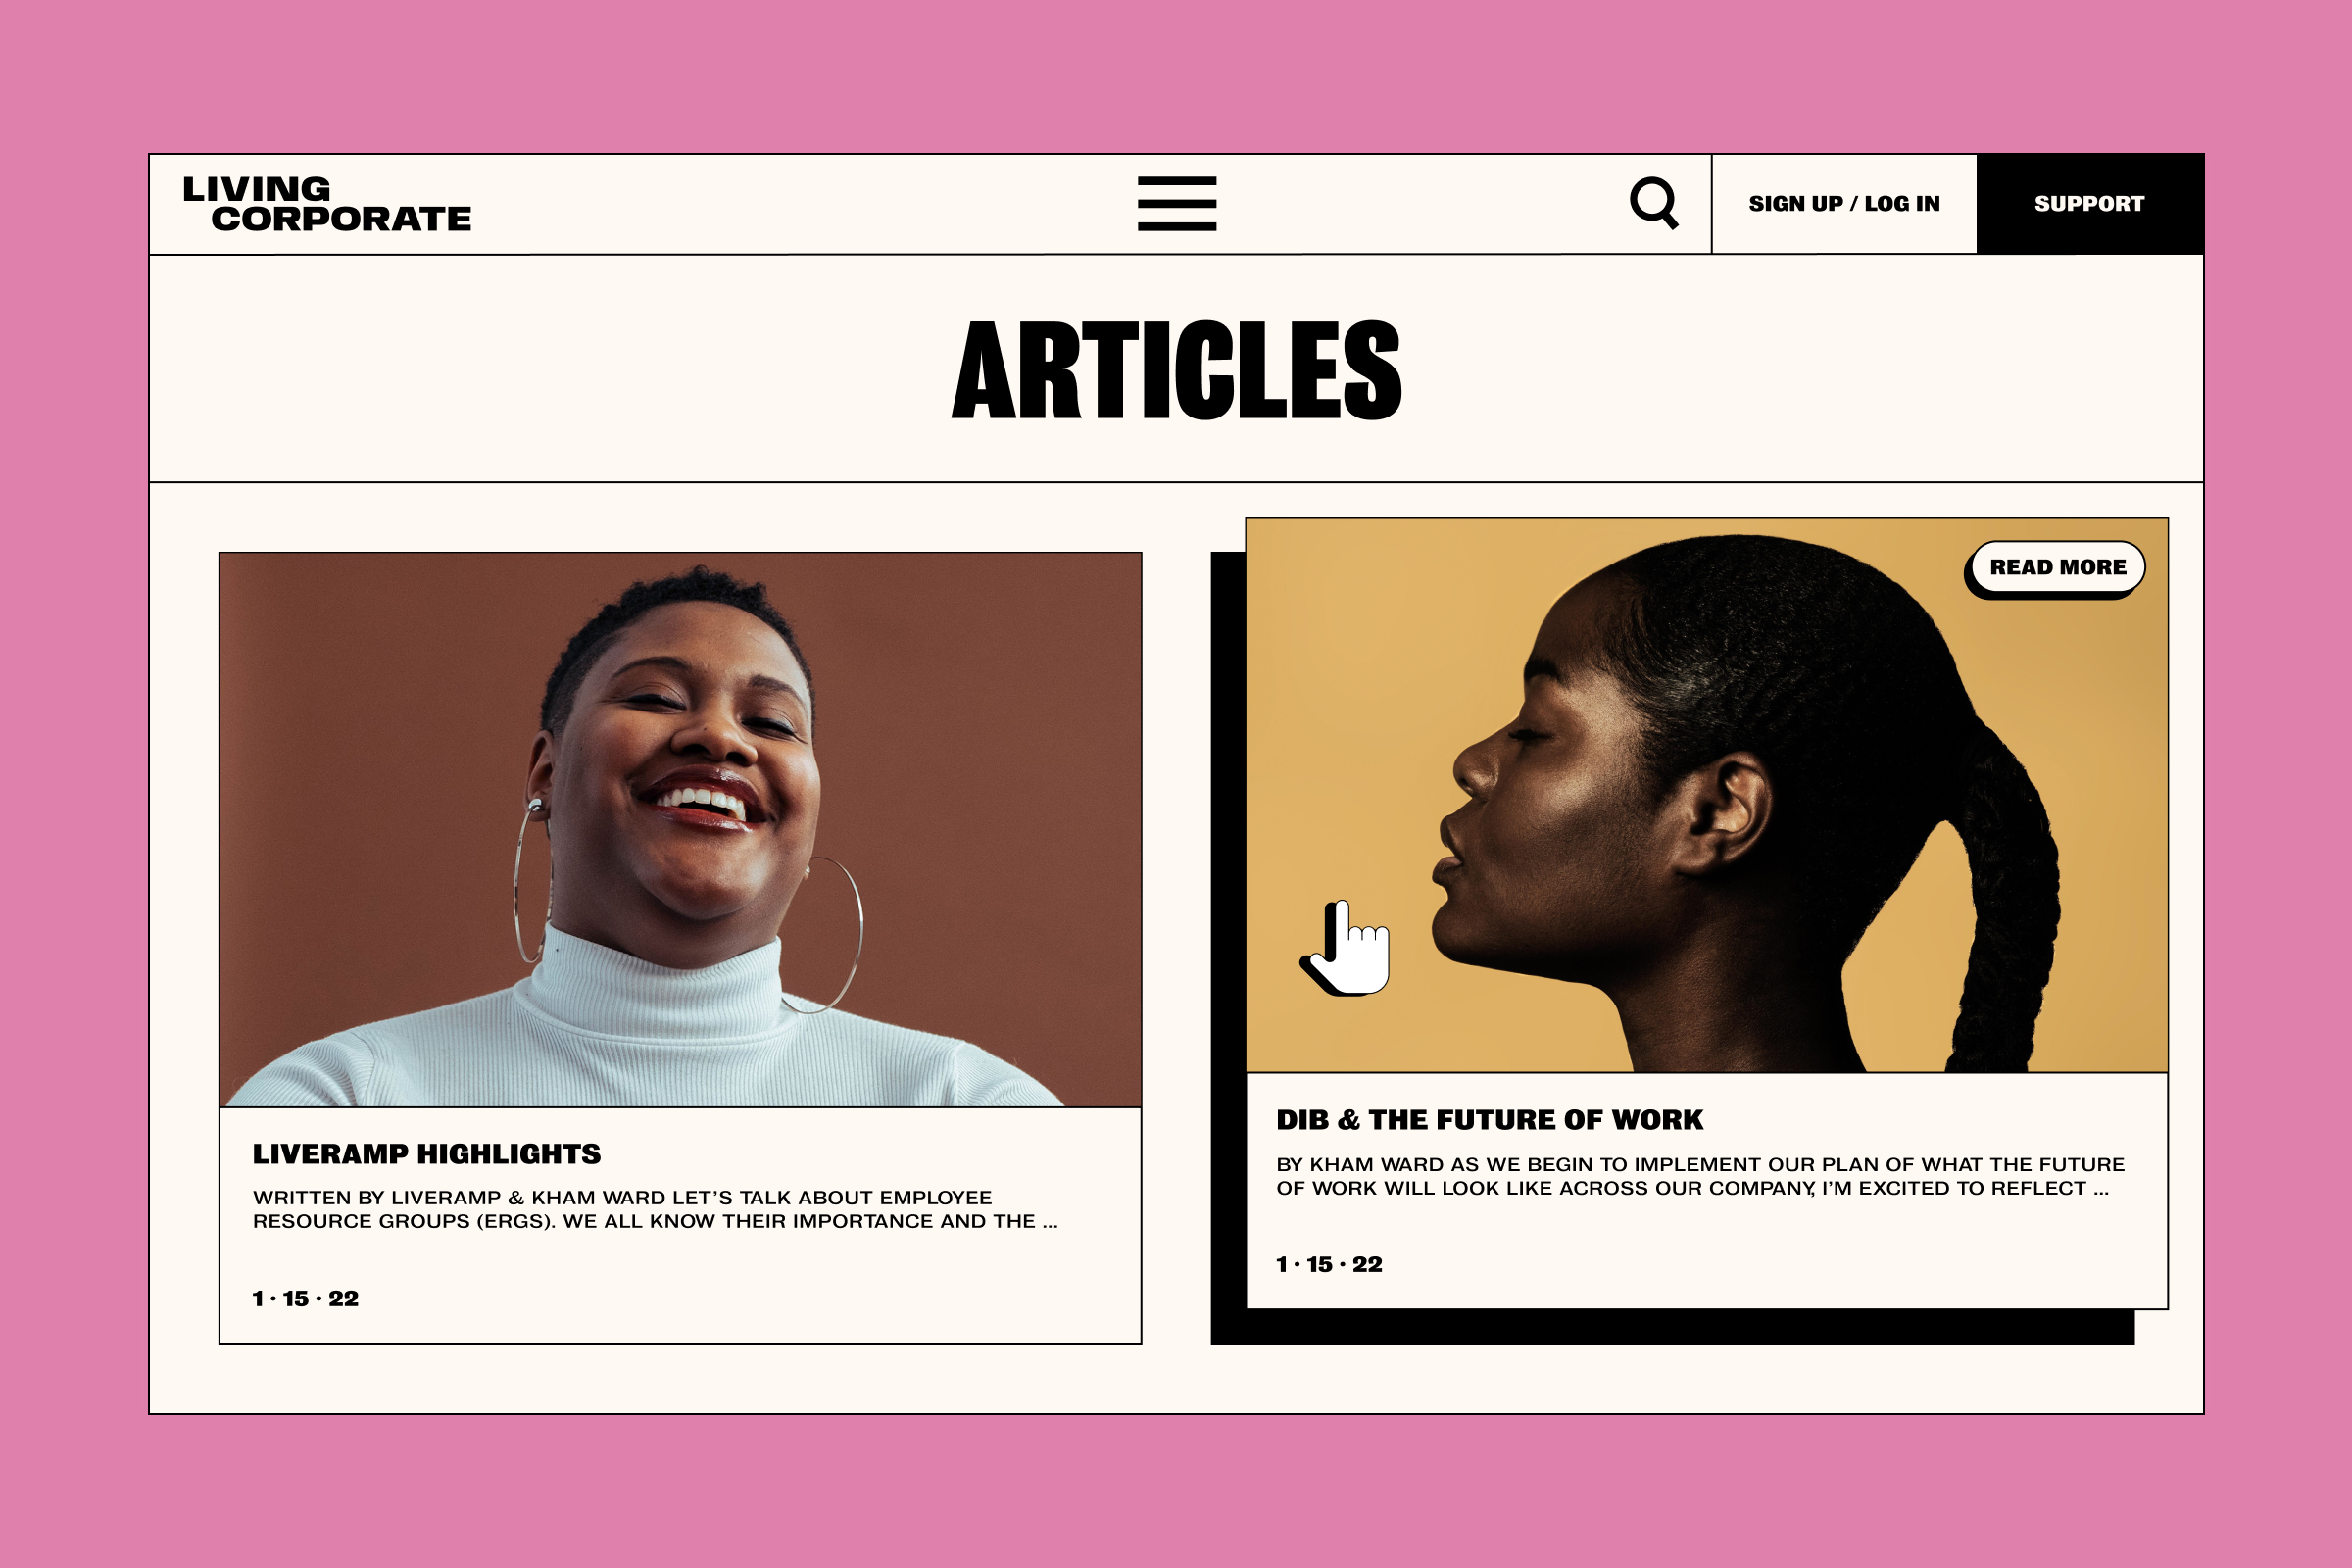 LIVING
CORPORATE
SIGN UP / LOG IN
SUPPORT
ARTICLES
LIVERAMP HIGHLIGHTS
WRITTEN BY LIVERAMP & KHAM WARD LET’S TALK ABOUT EMPLOYEE
RESOURCE GROUPS (ERGS). WE ALL KNOW THEIR IMPORTANCE AND THE ...
1 · 15 · 22
READ MORE
DIB & THE FUTURE OF WORK
BY KHAM WARD AS WE BEGIN TO IMPLEMENT OUR PLAN OF WHAT THE FUTURE
OF WORK WILL LOOK LIKE ACROSS OUR COMPANY, I’M EXCITED TO REFLECT ...
1 · 15 · 22